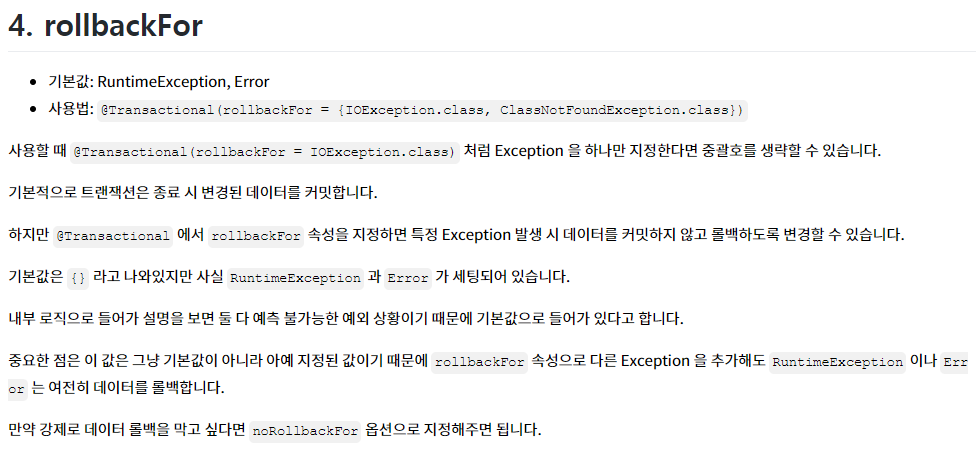 4. rollbackFor
기본값: RuntimeException, Error
사용법: @Transactional(rollbackFor = {IOException.class, ClassNotFoundException.class})
사용할 때 @Transactional(rollbackFor = IOException.class) 처럼 Exception 을 하나만 지정한다면 중괄호를 생략할 수 있습니다.
기본적으로 트랜잭션은 종료 시 변경된 데이터를 커밋합니다.
하지만 @Transactional 에서 rollbackFor 속성을 지정하면 특정 Exception 발생 시 데이터를 커밋하지 않고 롤백하도록 변경할 수 있습니다.
기본값은 {} 라고 나와있지만 사실 RuntimeException 과 Error 가 세팅되어 있습니다.
내부 로직으로 들어가 설명을 보면 둘 다 예측 불가능한 예외 상황이기 때문에 기본값으로 들어가 있다고 합니다.
중요한 점은 이 값은 그냥 기본값이 아니라 아예 지정된 값이기 때문에 rollbackFor 속성으로 다른 Exception 을 추가해도 RuntimeException 이나 Err
or 는 여전히 데이터를 롤백합니다.
만약 강제로 데이터 롤백을 막고 싶다면 noRollbackFor 옵션으로 지정해주면 됩니다.